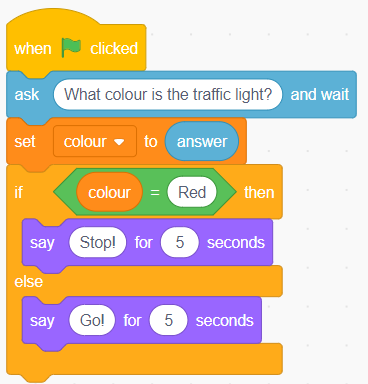 when clicked
ask What colour is the traffic light? and wait
set colour to answer
if colour = Red then
say Stop! for 5 seconds
else
say Go! for 5 seconds